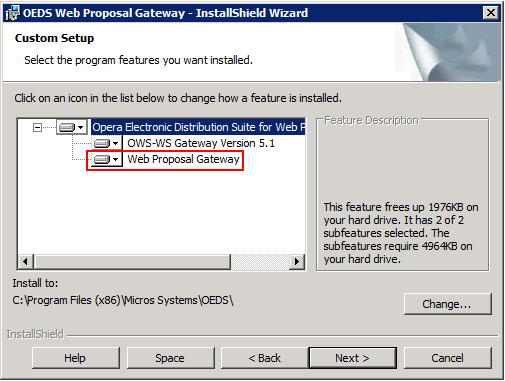 OEDS Web Proposal Gateway - InstallShield Wizard
Custom Setup
Select the program features you want installed.
Click on an icon in the list below to change how a feature is installed.
Opera Electronic Distribution Suite for Web P
OWS-WS Gateway Version 5.1
Web Proposal Gateway
Feature Description
This feature frees up 1976KB on
your hard drive. It has 2 of 2
subfeatures selected. The
subfeatures require 4964KB on
your hard drive.
Install to:
C:\Program Files (x86)\Micros Systems\OEDS\
Change...
InstallShield
Help
Space
< Back
Next >
Cancel